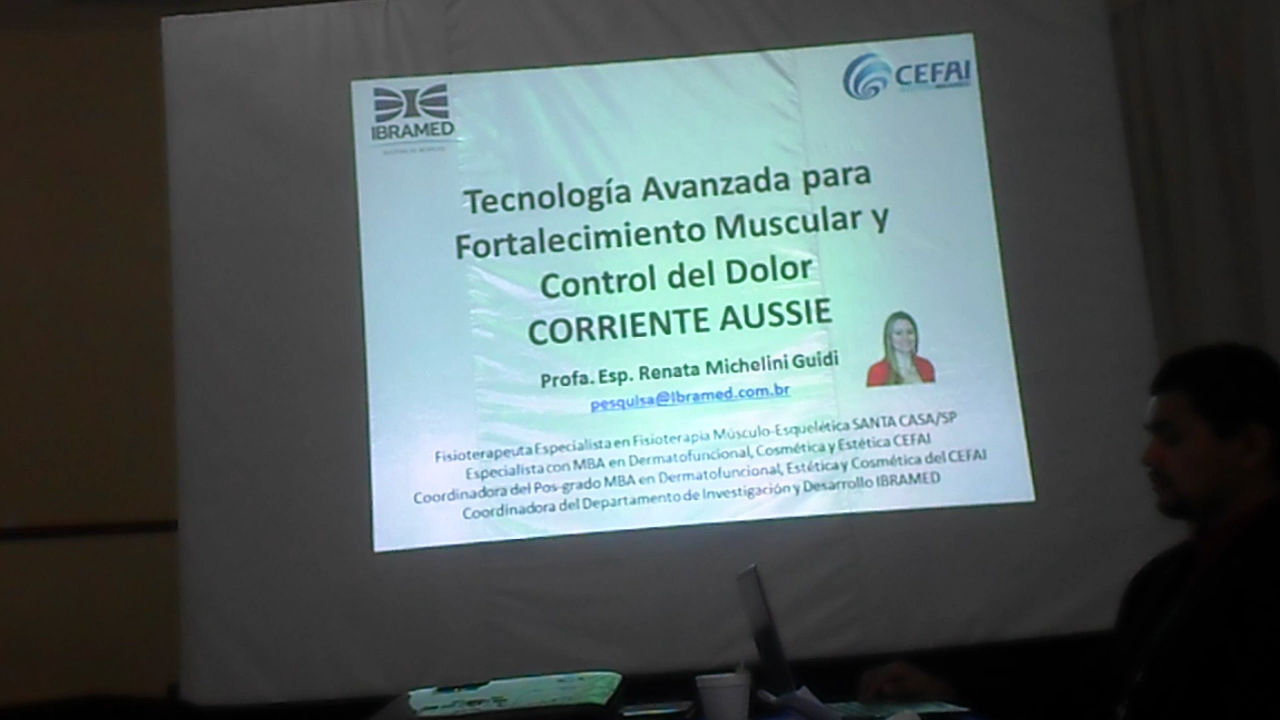 IBRAMED
CEFAI
Tecnología Avanzada para
Fortalecimiento Muscular y
Control del Dolor
CORRIENTE AUSSIE
Profa. Esp. Renata Michelini Guidi
pesquisa@ibramed.com.br
Fisioterapeuta Especialista en Fisioterapia Músculo-Esquelética SANTA CASA/SP
Especialista con MBA en Dermatofuncional, Cosmética y Estética CEFAI
Coordinadora del Pos-grado MBA en Dermatofuncional, Estética y Cosmética del CEFAI
Coordinadora del Departamento de Investigación y Desarrollo IBRAMED